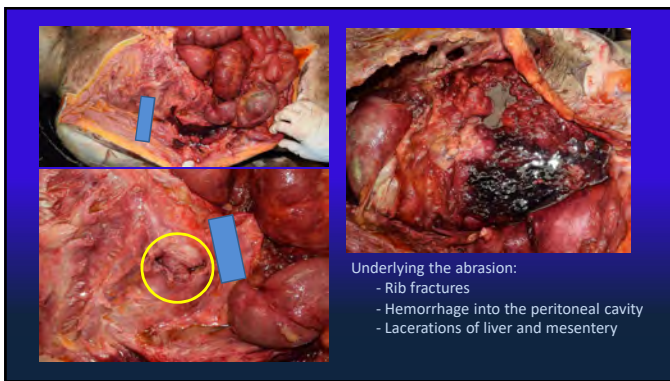 Underlying the abrasion:
- Rib fractures
- Hemorrhage into the peritoneal cavity
- Lacerations of liver and mesentery